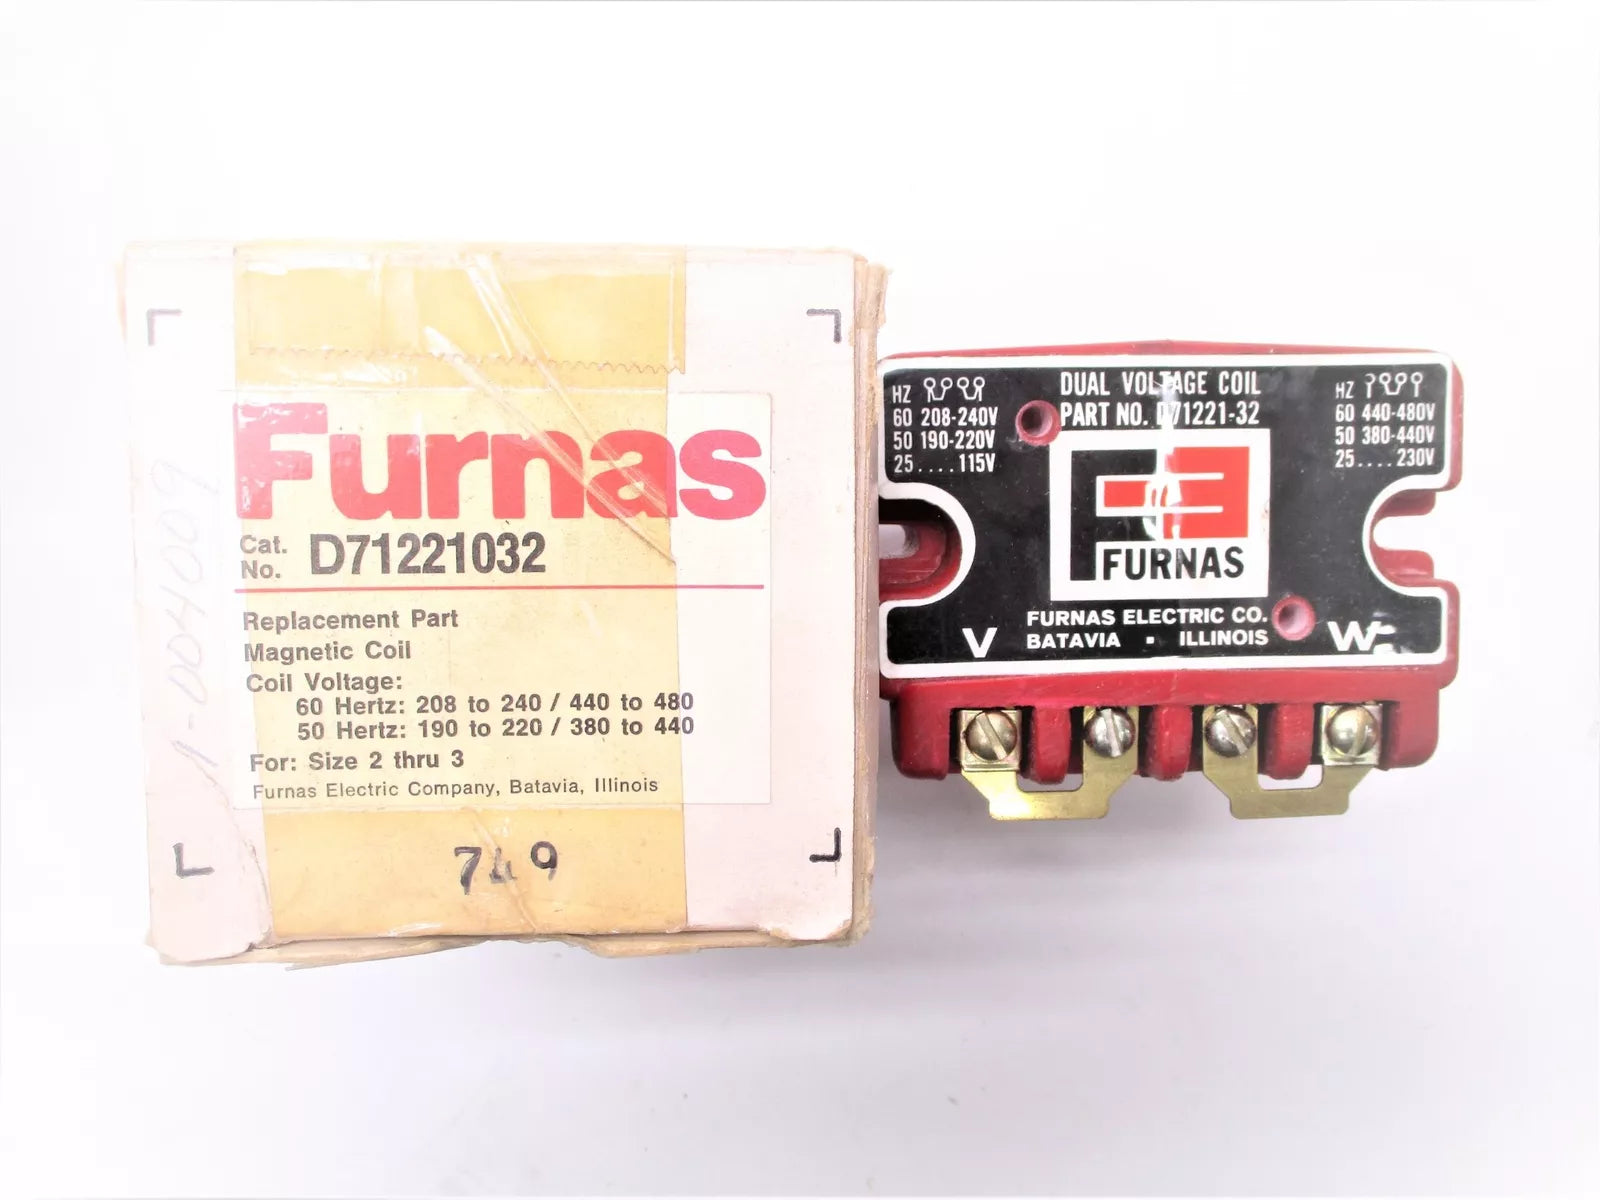 Furnas
Cat. No. D71221032
Replacement Part
Magnetic Coil
Coil Voltage:
60 Hertz: 208 to 240 / 440 to 480
50 Hertz: 190 to 220 / 380 to 440
For: Size 2 thru 3
Furnas Electric Company, Batavia, Illinois
749
1-004009
DUAL VOLTAGE COIL
PART NO. D71221-32
HZ
60 208-240V
50 190-220V
25....115V
HZ
60 440-480V
50 380-440V
25....230V
FURNAS
FURNAS ELECTRIC CO.
BATAVIA · ILLINOIS
V